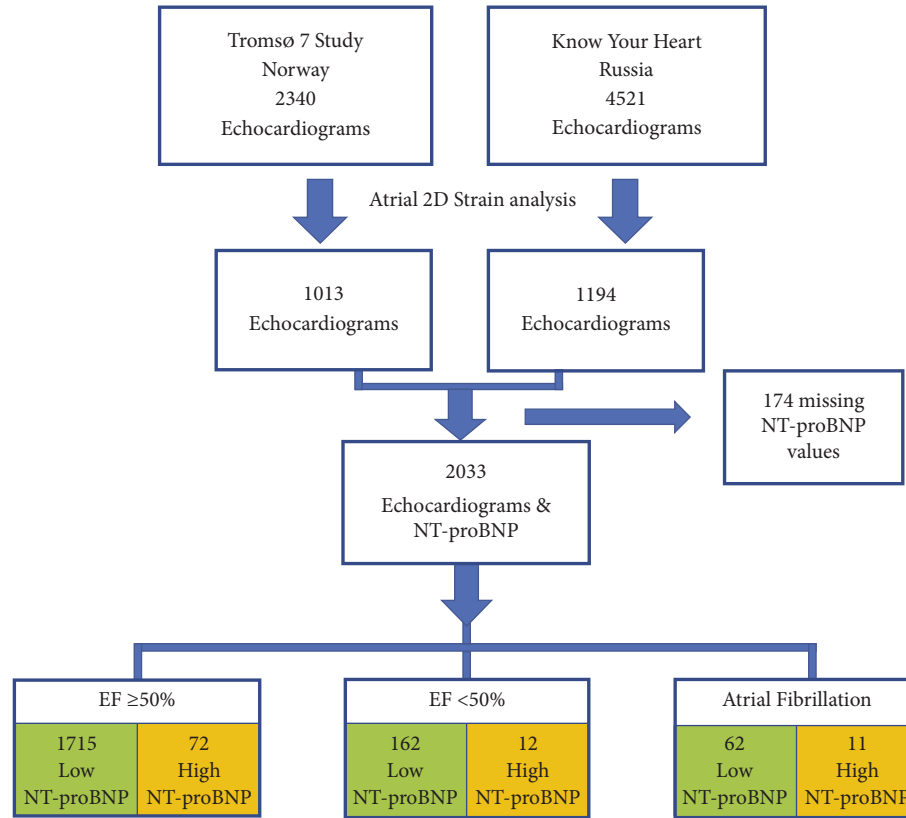 Tromsø 7 Study
Norway
2340
Echocardiograms
Know Your Heart
Russia
4521
Echocardiograms
Atrial 2D Strain analysis
1013
Echocardiograms
1194
Echocardiograms
174 missing
NT-proBNP
values
2033
Echocardiograms &
NT-proBNP
EF ≥50%
1715
Low
NT-proBNP
72
High
NT-proBNP
EF <50%
162
Low
NT-proBNP
12
High
NT-proBNP
Atrial Fibrillation
62
Low
NT-proBNP
11
High
NT-proBNP